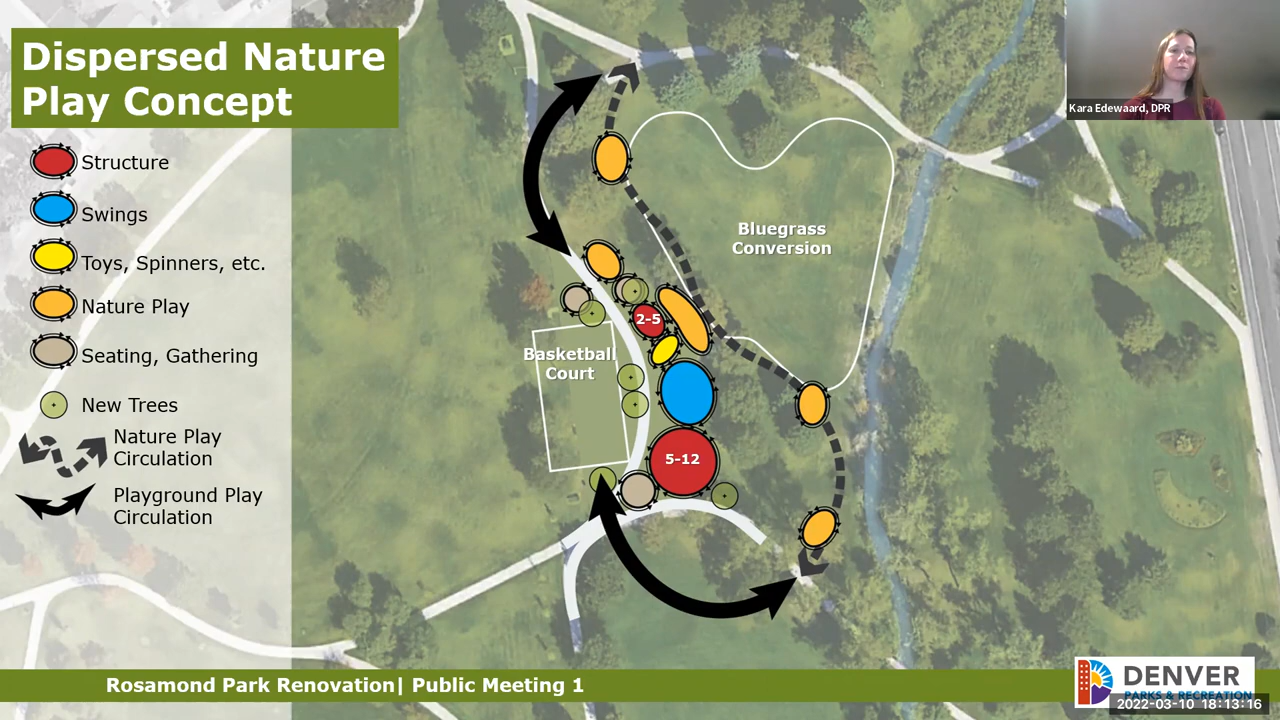 Dispersed Nature
Play Concept
Structure
Swings
Toys, Spinners, etc.
Nature Play
Seating, Gathering
New Trees
Nature Play
Circulation
Playground Play
Circulation
Bluegrass
Conversion
2-5
Basketball
Court
5-12
Kara Edewaard, DPR
Rosamond Park Renovation| Public Meeting 1
DENVER
PARKS & RECREATION
2022-03-10 18:13:16